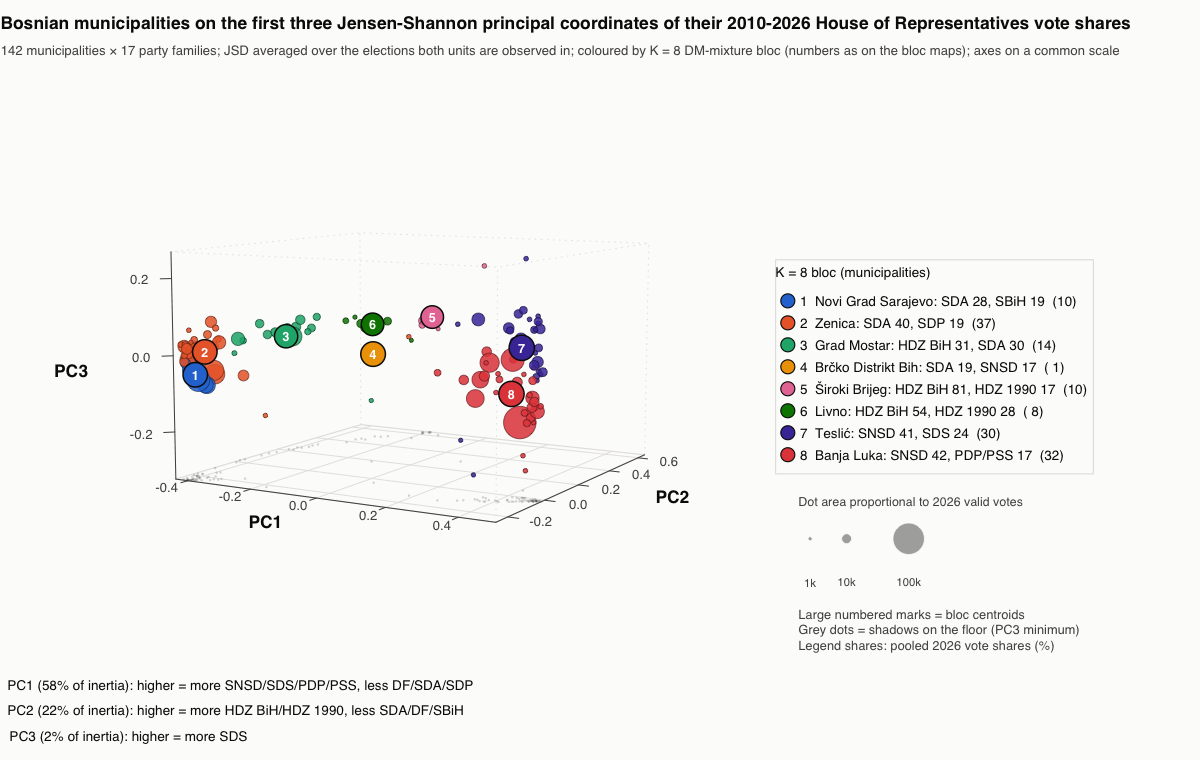 Bosnian municipalities on the first three Jensen-Shannon principal coordinates of their 2010-2026 House of Representatives vote shares
142 municipalities × 17 party families; JSD averaged over the elections both units are observed in; coloured by K = 8 DM-mixture bloc (numbers as on the bloc maps); axes on a common scale
0.2
0.0
-0.2
PC3
-0.4
-0.2
0.0
0.2
0.4
PC1
-0.2
0.0
0.2
0.4
0.6
PC2
1
2
3
4
5
6
7
8
K = 8 bloc (municipalities)
1 Novi Grad Sarajevo: SDA 28, SBiH 19 (10)
2 Zenica: SDA 40, SDP 19 (37)
3 Grad Mostar: HDZ BiH 31, SDA 30 (14)
4 Brčko Distrikt Bih: SDA 19, SNSD 17 ( 1)
5 Široki Brijeg: HDZ BiH 81, HDZ 1990 17 (10)
6 Livno: HDZ BiH 54, HDZ 1990 28 ( 8)
7 Teslić: SNSD 41, SDS 24 (30)
8 Banja Luka: SNSD 42, PDP/PSS 17 (32)
Dot area proportional to 2026 valid votes
1k 10k 100k
Large numbered marks = bloc centroids
Grey dots = shadows on the floor (PC3 minimum)
Legend shares: pooled 2026 vote shares (%)
PC1 (58% of inertia): higher = more SNSD/SDS/PDP/PSS, less DF/SDA/SDP
PC2 (22% of inertia): higher = more HDZ BiH/HDZ 1990, less SDA/DF/SBiH
PC3 (2% of inertia): higher = more SDS